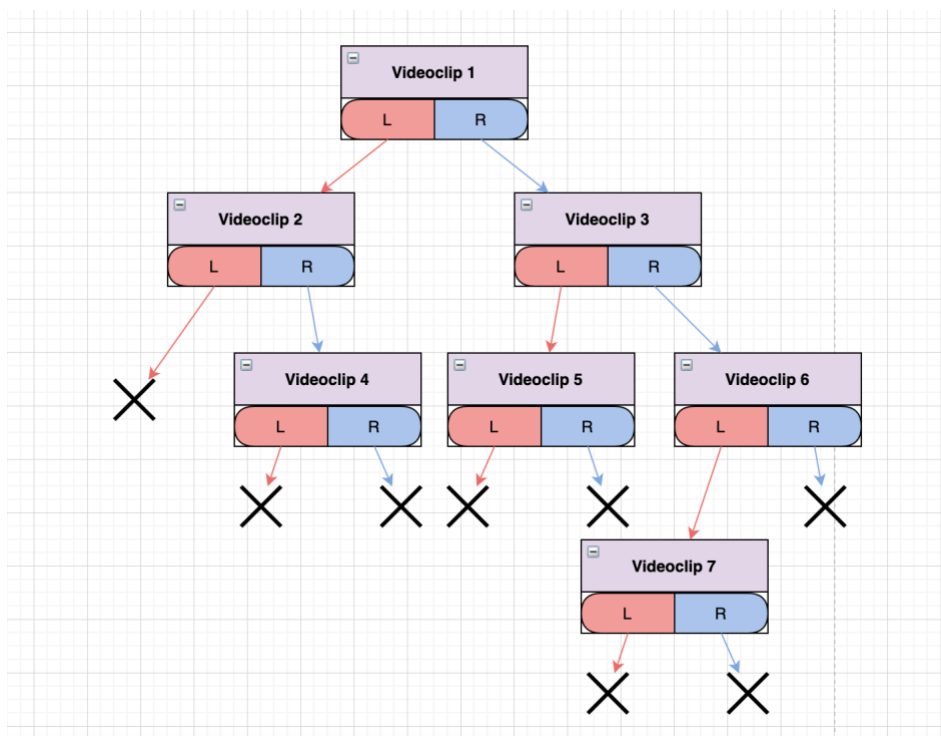 Videoclip 1
L R
Videoclip 2
L R
Videoclip 3
L R
Videoclip 4
L R
Videoclip 5
L R
Videoclip 6
L R
Videoclip 7
L R